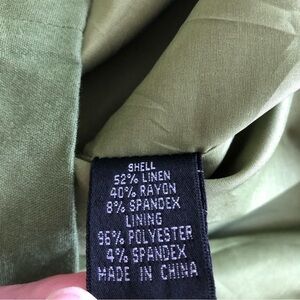 SHELL
52% LINEN
40% RAYON
8% SPANDEX
LINING
96% POLYESTER
4% SPANDEX
MADE IN CHINA